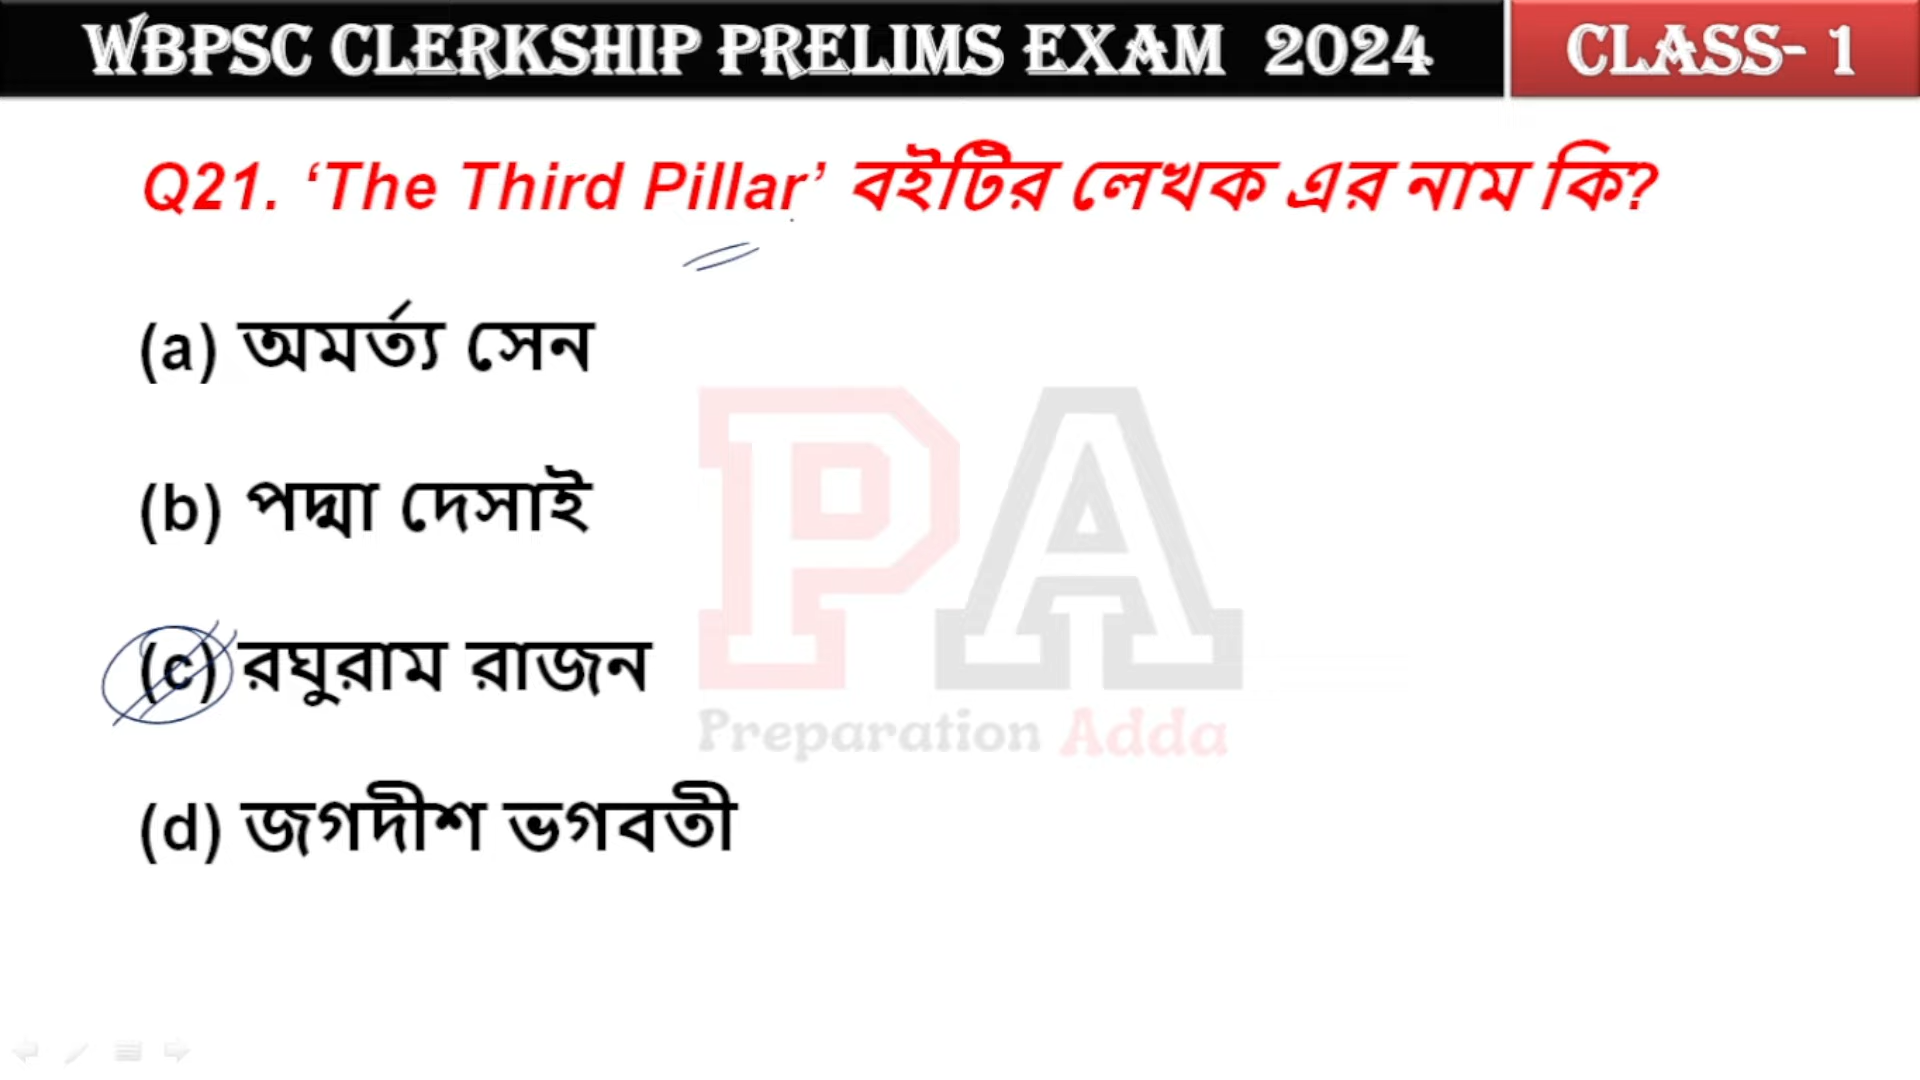 WBPSC CLERKSHIP PRELIMS EXAM 2024 CLASS- 1
Q21. ‘The Third Pillar’ বইটির লেখক এর নাম কি?
(a) অমর্ত্য সেন
(b) পদ্মা দেসাই
PA
(c) রঘুরাম রাজন
Preparation Adda
(d) জগদীশ ভগবতী